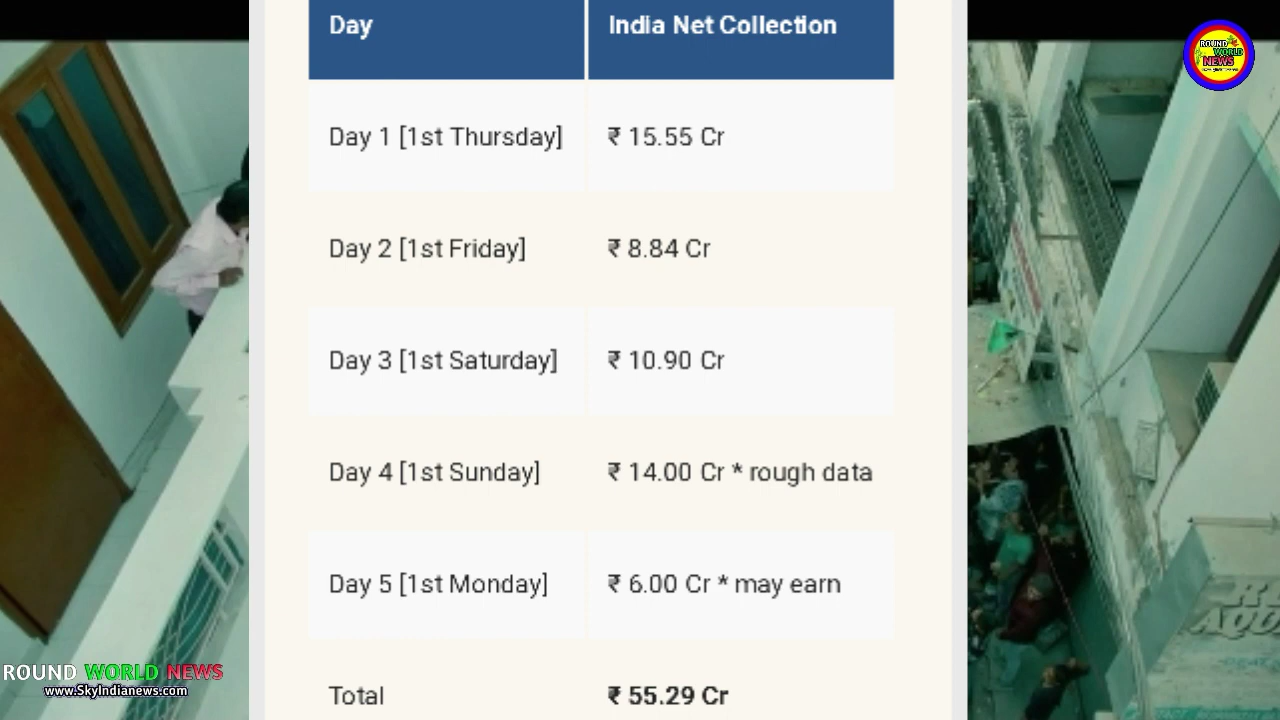 Day India Net Collection
Day 1 [1st Thursday] ₹ 15.55 Cr
Day 2 [1st Friday] ₹ 8.84 Cr
Day 3 [1st Saturday] ₹ 10.90 Cr
Day 4 [1st Sunday] ₹ 14.00 Cr * rough data
Day 5 [1st Monday] ₹ 6.00 Cr * may earn
Total ₹ 55.29 Cr
ROUND
WORLD
NEWS
ROUND WORLD NEWS
www.SkyIndianews.com